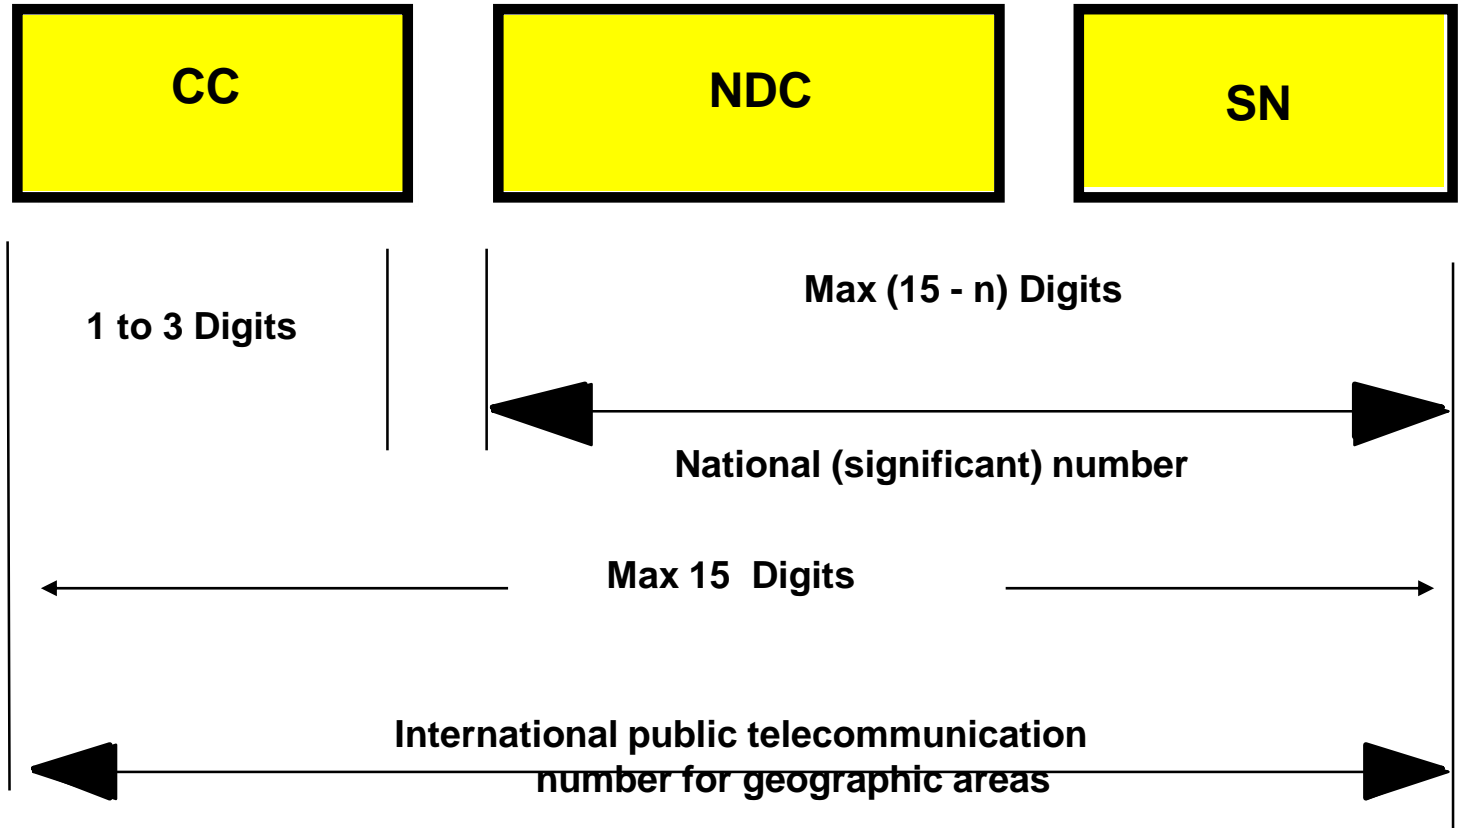 CC
NDC
SN
Max (15 - n) Digits
1 to 3 Digits
National (significant) number
Max 15  Digits
International public telecommunication
number for geographic areas